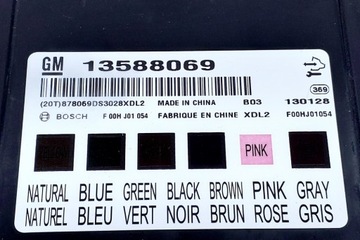 GM 13588069
(20T)878069DS3028XDL2 MADE IN CHINA B03 130128
369
BOSCH F 00H J01 054 FABRIQUE EN CHINE XDL2 F00HJ01054
PINK
NATURAL BLUE GREEN BLACK BROWN PINK GRAY
NATUREL BLEU VERT NOIR BRUN ROSE GRIS